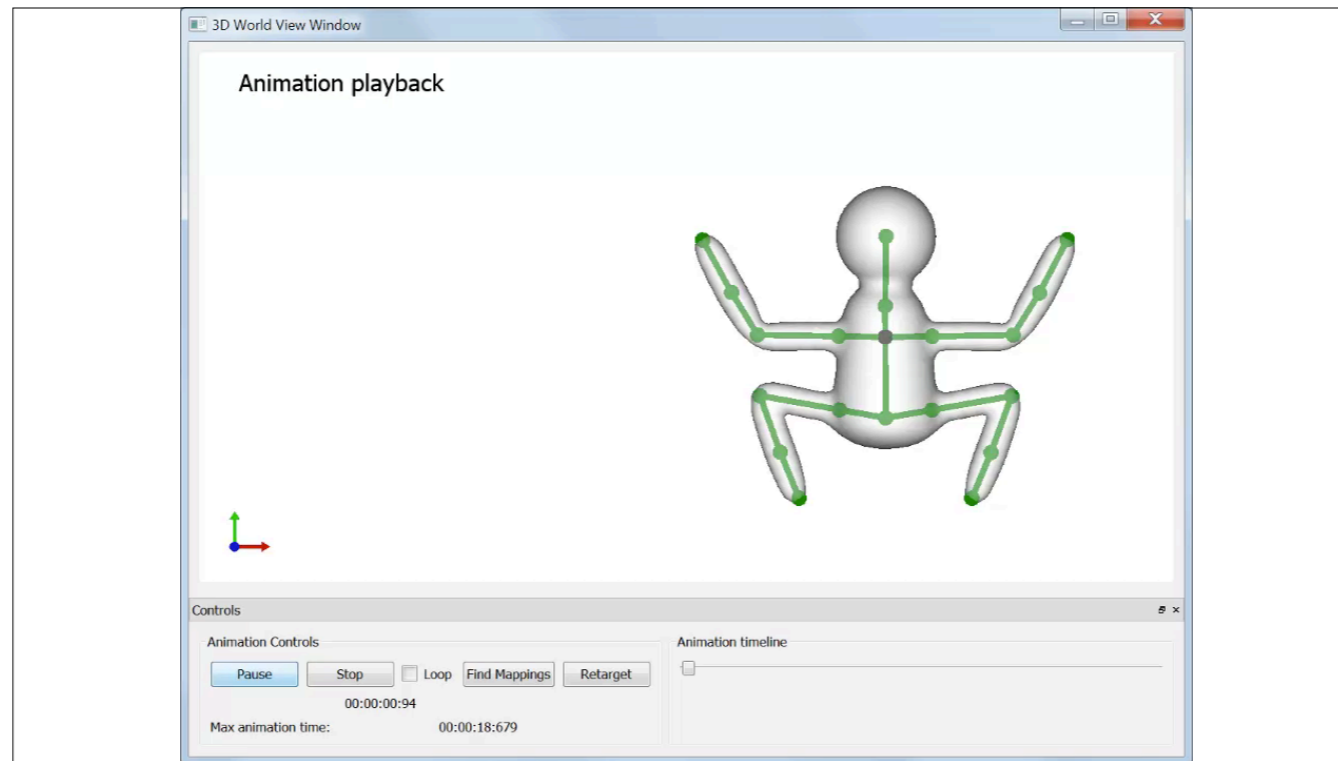 3D World View Window
Animation playback
Controls
Animation Controls
Animation timeline
Pause Stop Loop Find Mappings Retarget
00:00:00:94
Max animation time: 00:00:18:679